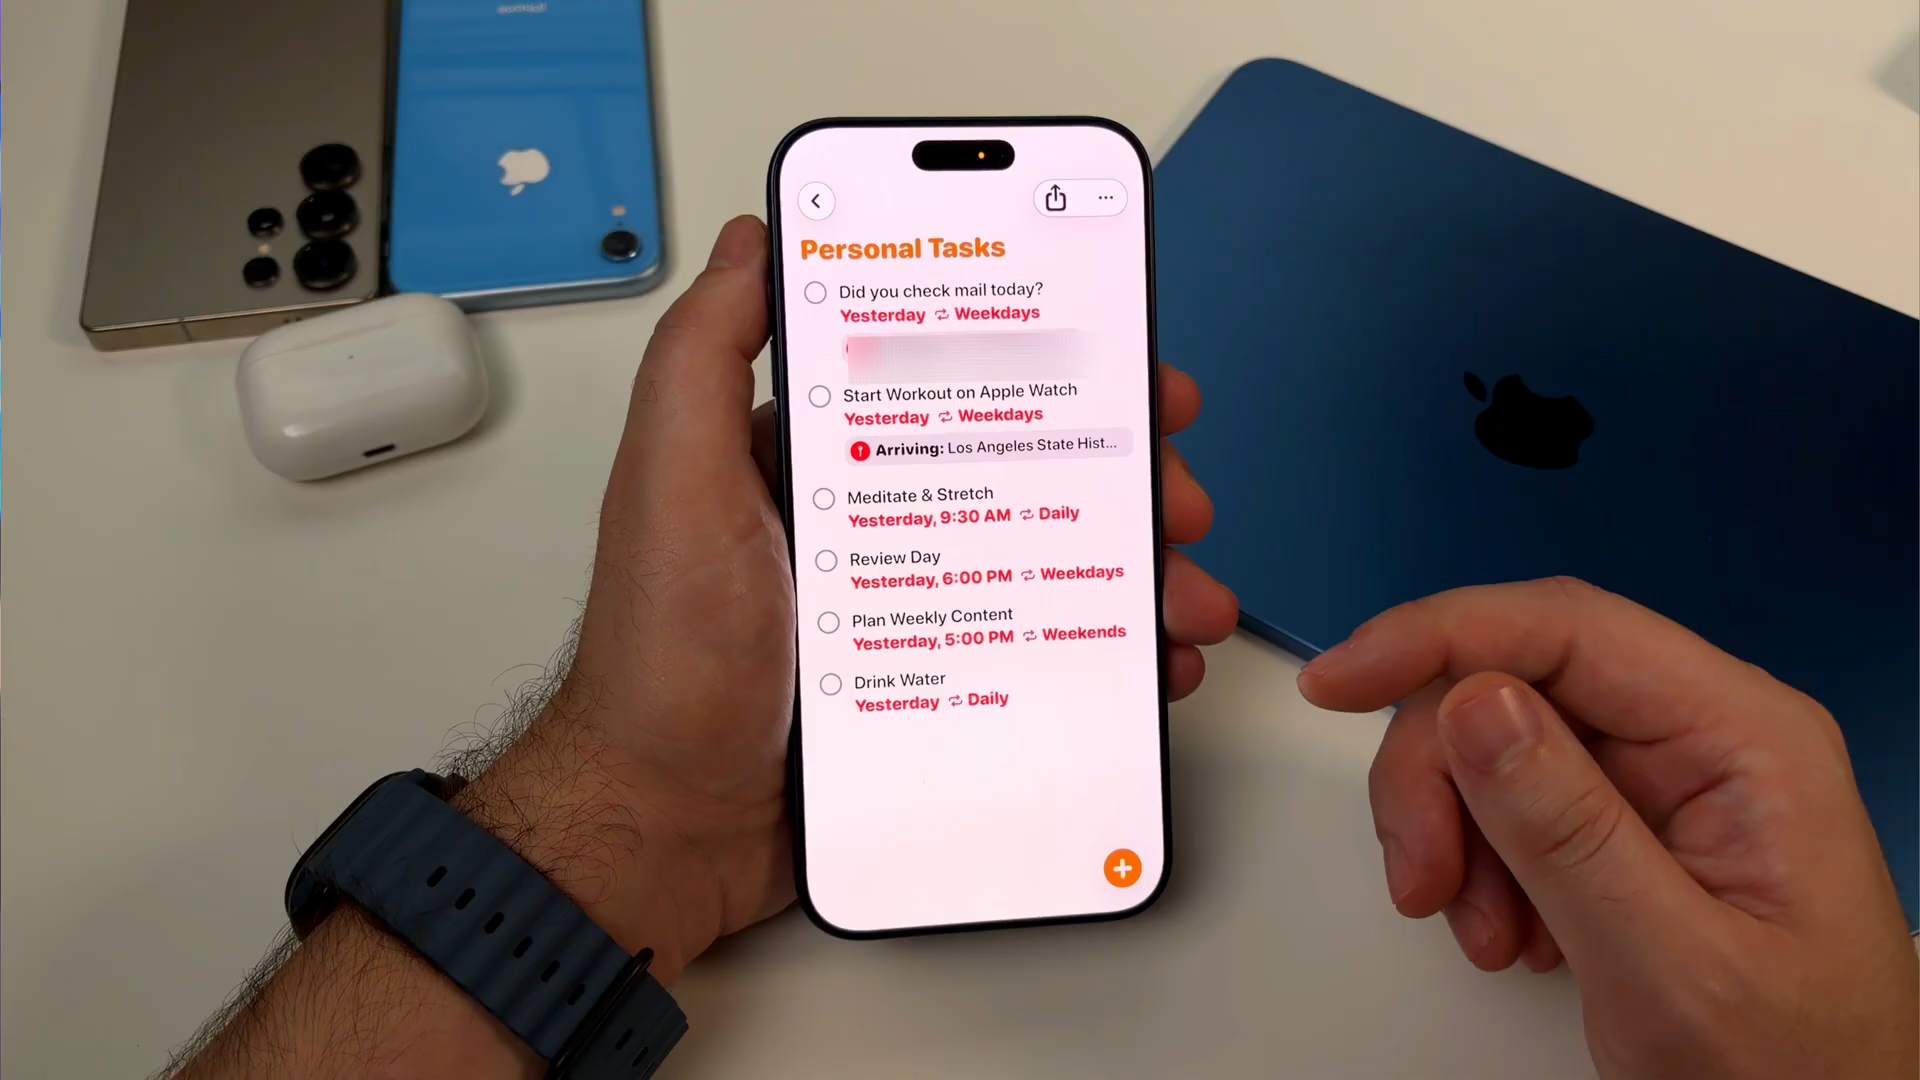 Personal Tasks
Did you check mail today?
Yesterday Weekdays
Start Workout on Apple Watch
Yesterday Weekdays
Arriving: Los Angeles State Hist...
Meditate & Stretch
Yesterday, 9:30 AM Daily
Review Day
Yesterday, 6:00 PM Weekdays
Plan Weekly Content
Yesterday, 5:00 PM Weekends
Drink Water
Yesterday Daily